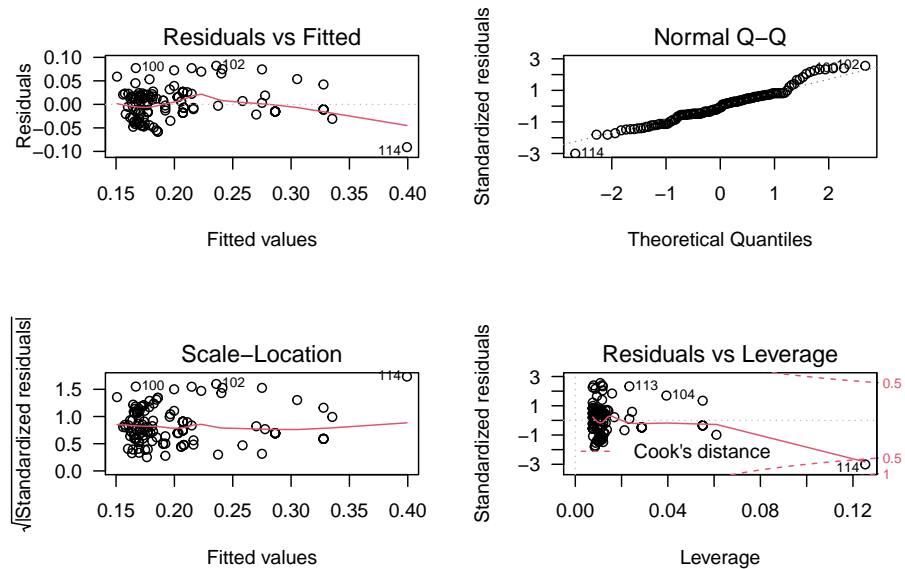 Residuals vs Fitted
Residuals
0.10
0.05
0.00
−0.05
−0.10
100
102
114
0.15 0.20 0.25 0.30 0.35 0.40
Fitted values
Normal Q−Q
Standardized residuals
3
1
−1
−3
102
114
−2 −1 0 1 2
Theoretical Quantiles
Scale−Location
√|Standardized residuals|
1.5
1.0
0.5
0.0
100
102
114
0.15 0.20 0.25 0.30 0.35 0.40
Fitted values
Residuals vs Leverage
Standardized residuals
3
1
−1
−3
113
104
0.5
Cook's distance
0.5
114
1
0.00 0.04 0.08 0.12
Leverage